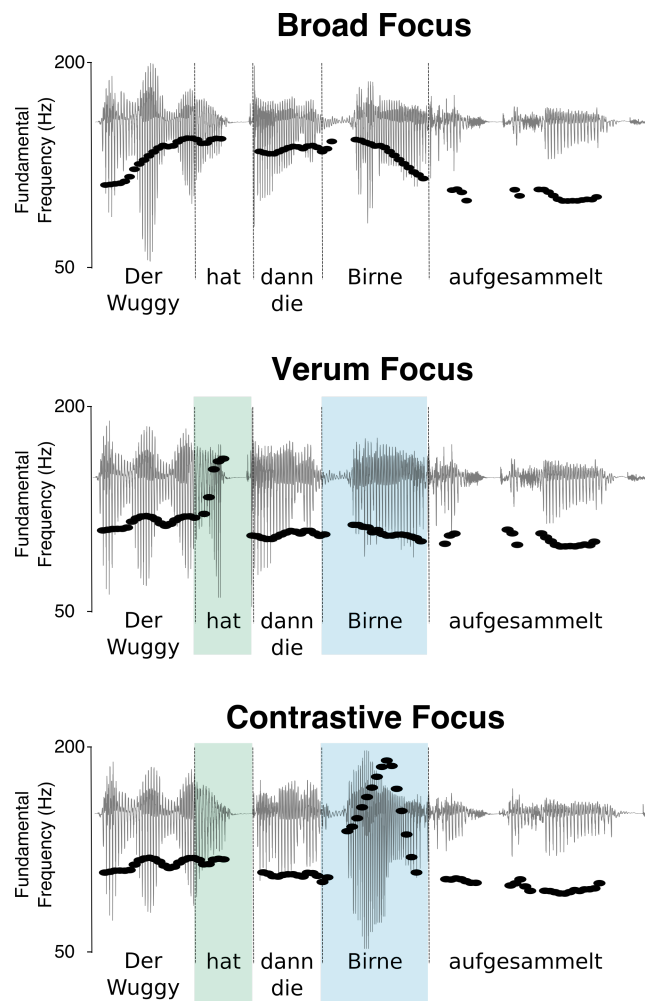 Broad Focus
200
Fundamental
Frequency (Hz)
50
Der hat dann Birne aufgesammelt
Wuggy die
Verum Focus
200
Fundamental
Frequency (Hz)
50
Der hat dann Birne aufgesammelt
Wuggy die
Contrastive Focus
200
Fundamental
Frequency (Hz)
50
Der hat dann Birne aufgesammelt
Wuggy die